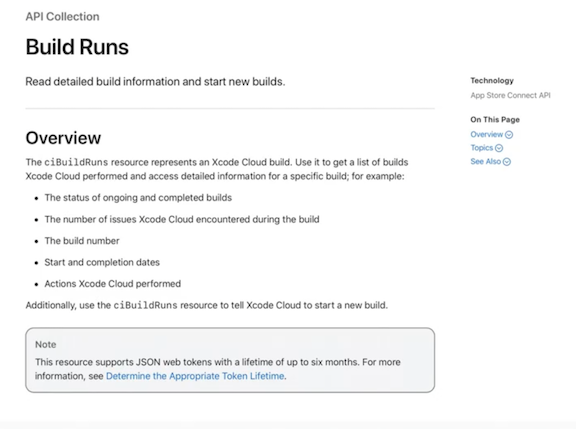 API Collection
Build Runs
Read detailed build information and start new builds.
Technology
App Store Connect API
On This Page
Overview
Topics
See Also
Overview
The ciBuildRuns resource represents an Xcode Cloud build. Use it to get a list of builds
Xcode Cloud performed and access detailed information for a specific build; for example:
• The status of ongoing and completed builds
• The number of issues Xcode Cloud encountered during the build
• The build number
• Start and completion dates
• Actions Xcode Cloud performed
Additionally, use the ciBuildRuns resource to tell Xcode Cloud to start a new build.
Note
This resource supports JSON web tokens with a lifetime of up to six months. For more
information, see Determine the Appropriate Token Lifetime.